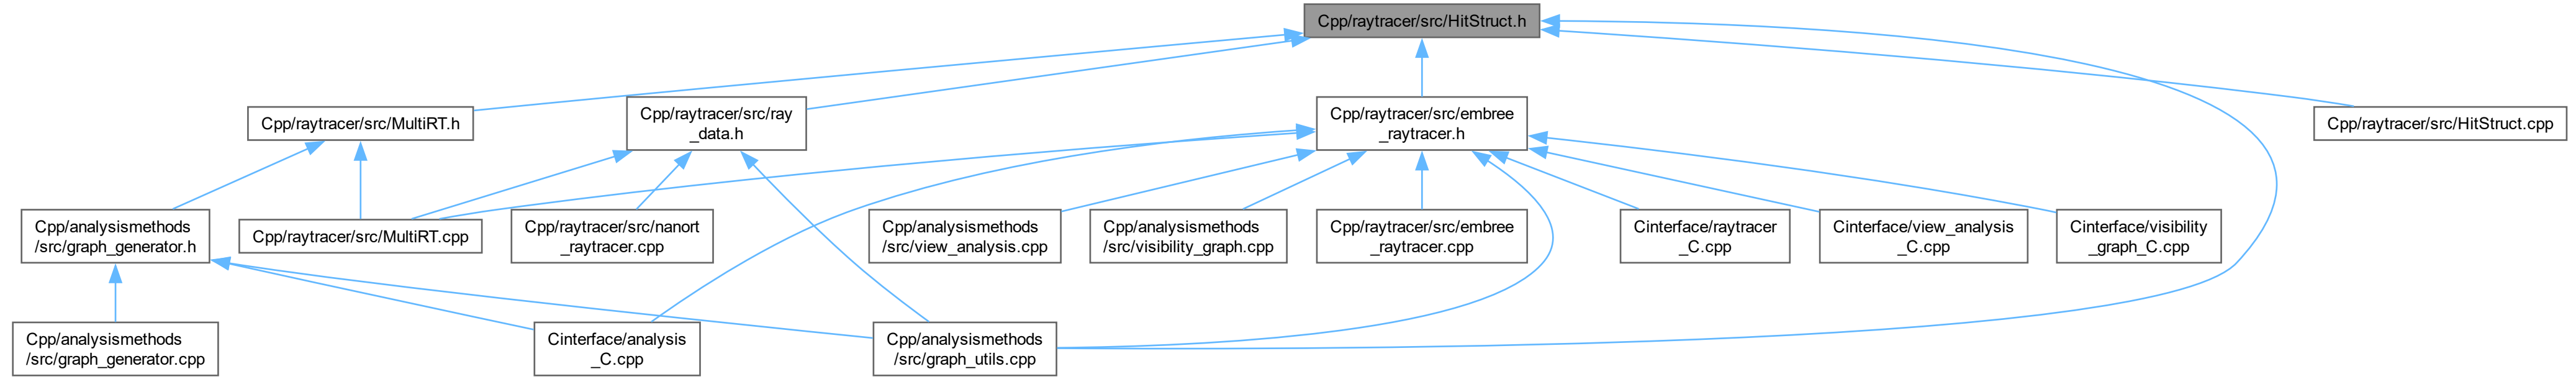 Cpp/raytracer/src/HitStruct.h
Cpp/raytracer/src/MultiRT.h
Cpp/raytracer/src/ray
_data.h
Cpp/raytracer/src/embree
_raytracer.h
Cpp/raytracer/src/HitStruct.cpp
Cpp/analysismethods
/src/graph_generator.h
Cpp/raytracer/src/MultiRT.cpp
Cpp/raytracer/src/nanort
_raytracer.cpp
Cpp/analysismethods
/src/view_analysis.cpp
Cpp/analysismethods
/src/visibility_graph.cpp
Cpp/raytracer/src/embree
_raytracer.cpp
Cinterface/raytracer
_C.cpp
Cinterface/view_analysis
_C.cpp
Cinterface/visibility
_graph_C.cpp
Cpp/analysismethods
/src/graph_generator.cpp
Cinterface/analysis
_C.cpp
Cpp/analysismethods
/src/graph_utils.cpp